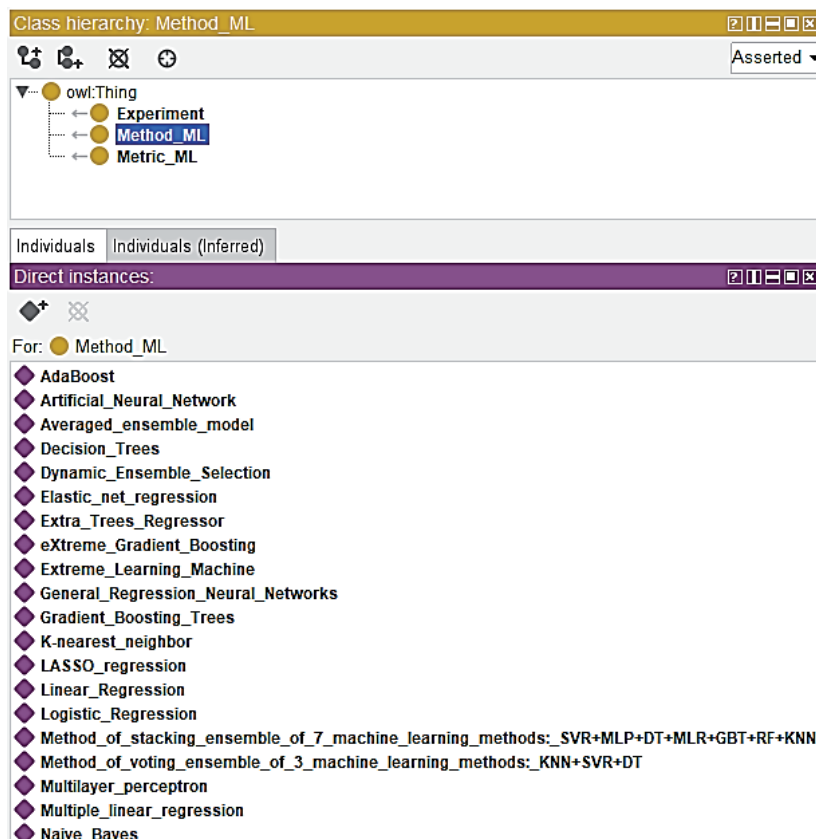 Class hierarchy: Method_ML
Asserted
owl:Thing
Experiment
Method_ML
Metric_ML
Individuals Individuals (Inferred)
Direct instances:
For: Method_ML
AdaBoost
Artificial_Neural_Network
Averaged_ensemble_model
Decision_Trees
Dynamic_Ensemble_Selection
Elastic_net_regression
Extra_Trees_Regressor
eXtreme_Gradient_Boosting
Extreme_Learning_Machine
General_Regression_Neural_Networks
Gradient_Boosting_Trees
K-nearest_neighbor
LASSO_regression
Linear_Regression
Logistic_Regression
Method_of_stacking_ensemble_of_7_machine_learning_methods:_SVR+MLP+DT+MLR+GBT+RF+KNN
Method_of_voting_ensemble_of_3_machine_learning_methods:_KNN+SVR+DT
Multilayer_perceptron
Multiple_linear_regression
Naive_Bayes